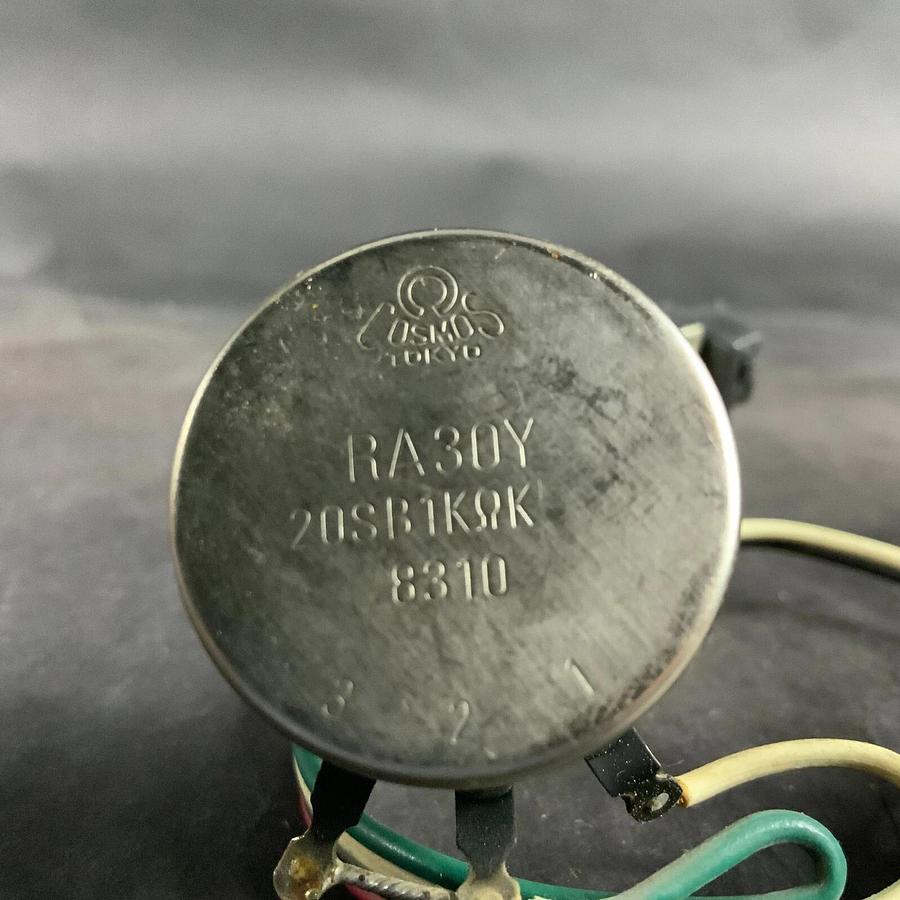 Ω
COSMOS
TOKYO
RA30Y
20SB1KΩK
8310
3 2 1